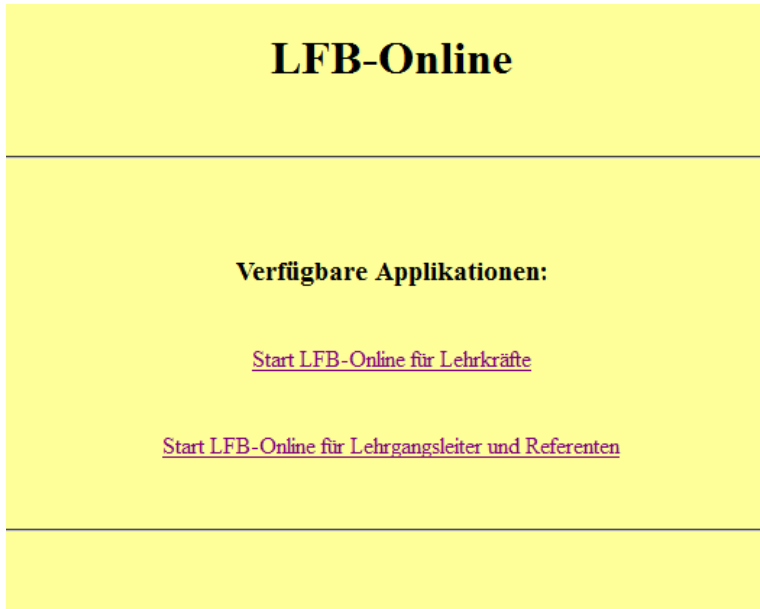 LFB-Online
Verfügbare Applikationen:
Start LFB-Online für Lehrkräfte
Start LFB-Online für Lehrgangsleiter und Referenten